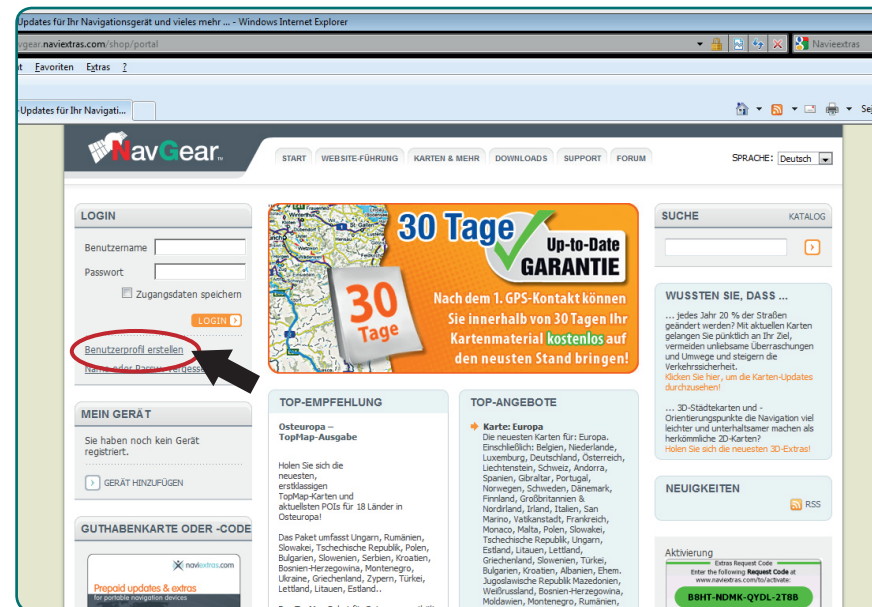 Updates für Ihr Navigationsgerät und vieles mehr ... - Windows Internet Explorer
vgear.naviextras.com/shop/portal
Navieextras
Favoriten Extras ?
Updates für Ihr Navigati...
NavGear
START WEBSITE-FÜHRUNG KARTEN & MEHR DOWNLOADS SUPPORT FORUM
SPRACHE: Deutsch
LOGIN
Benutzername
Passwort
Zugangsdaten speichern
LOGIN
Benutzerprofil erstellen
Name oder
MEIN GERÄT
Sie haben noch kein Gerät
registriert.
GERÄT HINZUFÜGEN
GUTHABENKARTE ODER -CODE
naviextras.com
Prepaid updates & extras
for portable navigation devices
30 Tage
Up-to-Date
GARANTIE
30
Tage
Nach dem 1. GPS-Kontakt können
Sie innerhalb von 30 Tagen Ihr
Kartenmaterial kostenlos auf
den neusten Stand bringen!
TOP-EMPFEHLUNG
Osteuropa –
TopMap-Ausgabe
Holen Sie sich die
neuesten,
erstklassigen
TopMap-Karten und
aktuellsten POIs für 18 Länder in
Osteuropa!
Das Paket umfasst Ungarn, Rumänien,
Slowakei, Tschechische Republik, Polen,
Bulgarien, Slowenien, Serbien, Kroatien,
Bosnien-Herzegowina, Montenegro,
Ukraine, Griechenland, Zypern, Türkei,
Lettland, Litauen, Estland..
TOP-ANGEBOTE
Karte: Europa
Die neuesten Karten für: Europa.
Einschließlich: Belgien, Niederlande,
Luxemburg, Deutschland, Österreich,
Liechtenstein, Schweiz, Andorra,
Spanien, Gibraltar, Portugal,
Norwegen, Schweden, Dänemark,
Finnland, Großbritannien &
Nordirland, Irland, Italien, San
Marino, Vatikanstadt, Frankreich,
Monaco, Malta, Polen, Slowakei,
Tschechische Republik, Ungarn,
Estland, Litauen, Lettland,
Griechenland, Slowenien, Türkei,
Bulgarien, Kroatien, Albanien, Ehem.
Jugoslawische Republik Mazedonien,
Weißrussland, Bosnien-Herzegowina,
Moldawien, Montenegro, Rumänien,
SUCHE KATALOG
WUSSTEN SIE, DASS ...
... jedes Jahr 20 % der Straßen
geändert werden? Mit aktuellen Karten
gelangen Sie pünktlich an Ihr Ziel,
vermeiden unliebsame Überraschungen
und Umwege und steigern die
Verkehrssicherheit.
Klicken Sie hier, um die Karten-Updates
durchzusehen!
... 3D-Städtekarten und -
Orientierungspunkte die Navigation viel
leichter und unterhaltsamer machen als
herkömmliche 2D-Karten?
Holen Sie sich die neuesten 3D-Extras!
NEUIGKEITEN
RSS
Aktivierung
Extras Request Code
Enter the following Request Code at
www.naviextras.com/to/activate:
B8HT-NDMK-QYDL-2TBB